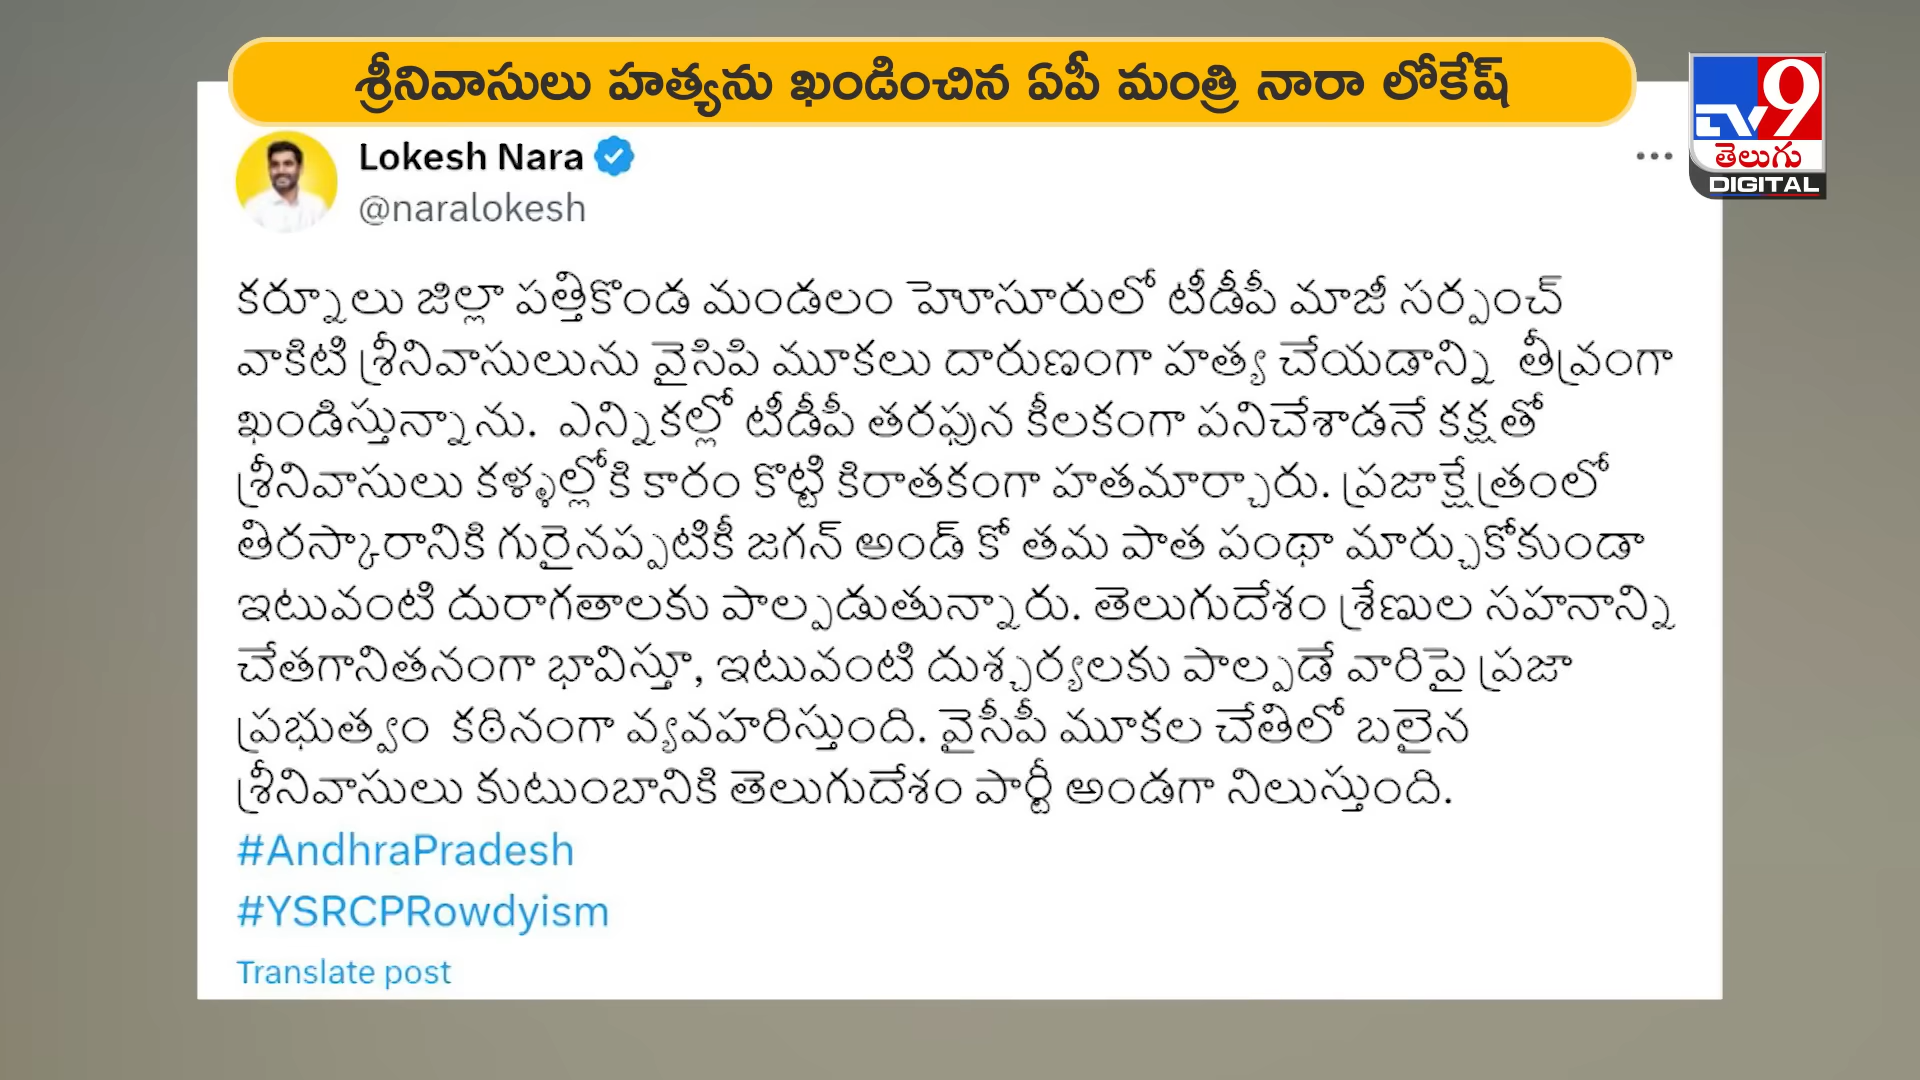 శ్రీనివాసులు హత్యను ఖండించిన ఏపీ మంత్రి నారా లోకేష్
TV9
తెలుగు
DIGITAL
Lokesh Nara
@naralokesh
కర్నూలు జిల్లా పత్తికొండ మండలం హెూసూరులో టీడీపీ మాజీ సర్పంచ్
వాకిటి శ్రీనివాసులును వైసిపి మూకలు దారుణంగా హత్య చేయడాన్ని తీవ్రంగా
ఖండిస్తున్నాను. ఎన్నికల్లో టీడీపీ తరఫున కీలకంగా పనిచేశాడనే కక్షతో
శ్రీనివాసులు కళ్ళల్లోకి కారం కొట్టి కిరాతకంగా హతమార్చారు. ప్రజాక్షేత్రంలో
తిరస్కారానికి గురైనప్పటికీ జగన్ అండ్ కో తమ పాత పంథా మార్చుకోకుండా
ఇటువంటి దురాగతాలకు పాల్పడుతున్నారు. తెలుగుదేశం శ్రేణుల సహనాన్ని
చేతగానితనంగా భావిస్తూ, ఇటువంటి దుశ్చర్యలకు పాల్పడే వారిపై ప్రజా
ప్రభుత్వం కఠినంగా వ్యవహరిస్తుంది. వైసీపీ మూకల చేతిలో బలైన
శ్రీనివాసులు కుటుంబానికి తెలుగుదేశం పార్టీ అండగా నిలుస్తుంది.
#AndhraPradesh
#YSRCPRowdyism
Translate post